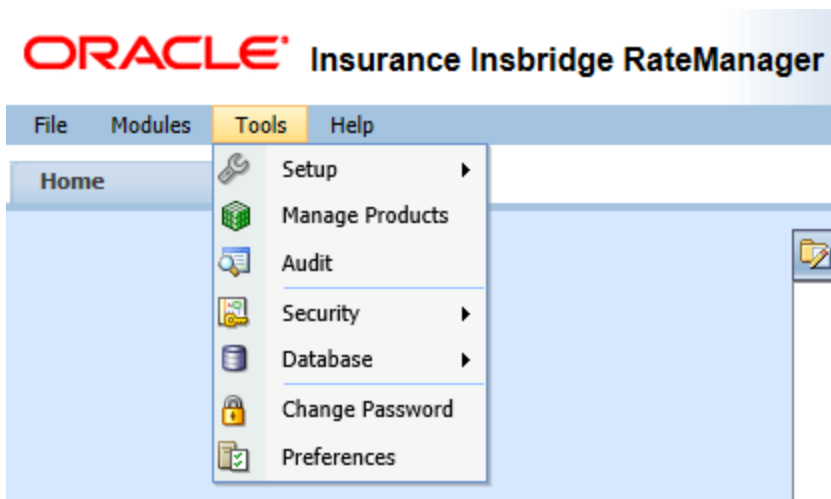 ORACLE Insurance Insbridge RateManager
File Modules Tools Help
Home
Setup
Manage Products
Audit
Security
Database
Change Password
Preferences